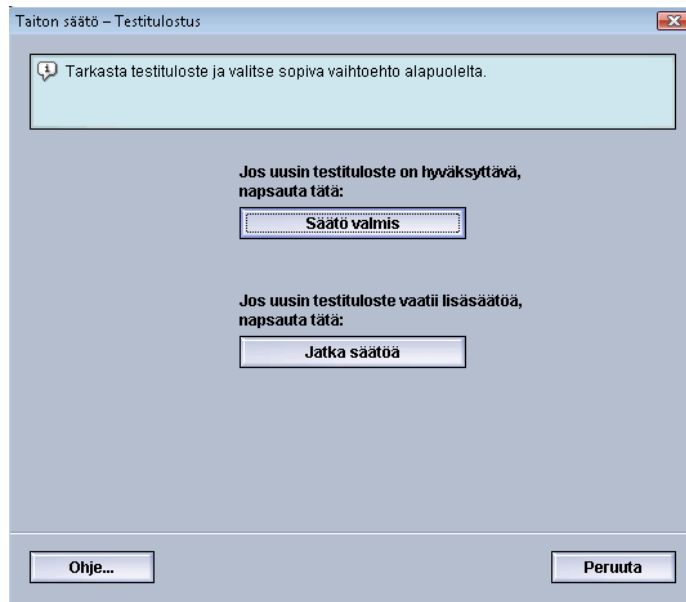 Taiton säätö – Testitulostus
Tarkasta testituloste ja valitse sopiva vaihtoehto alapuolelta.
Jos uusin testituloste on hyväksyttävä,
napsauta tätä:
Säätö valmis
Jos uusin testituloste vaatii lisäsäätöä,
napsauta tätä:
Jatka säätöä
Ohje...
Peruuta